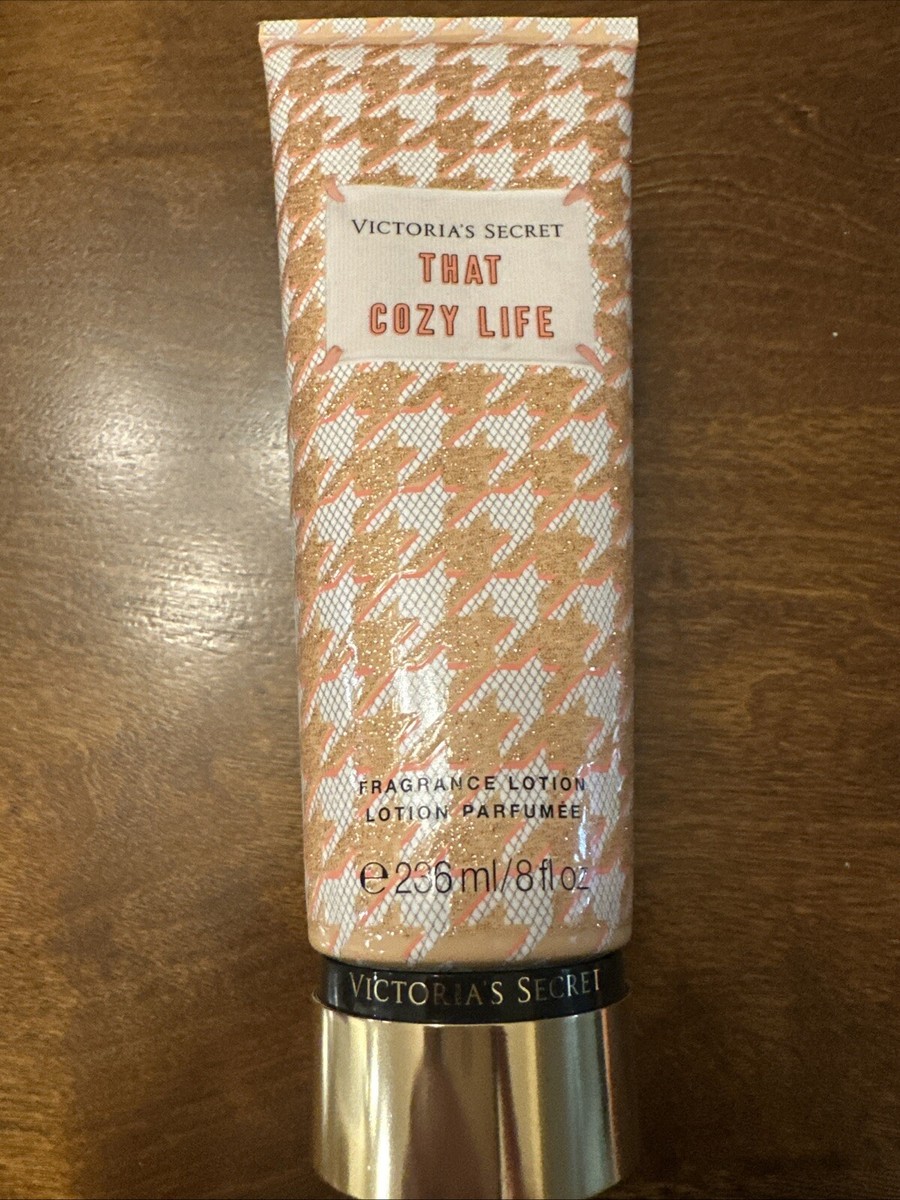 VICTORIA'S SECRET
THAT
COZY LIFE
FRAGRANCE LOTION
LOTION PARFUMÉE
℮ 236 ml/8 fl oz
VICTORIA'S SECRET